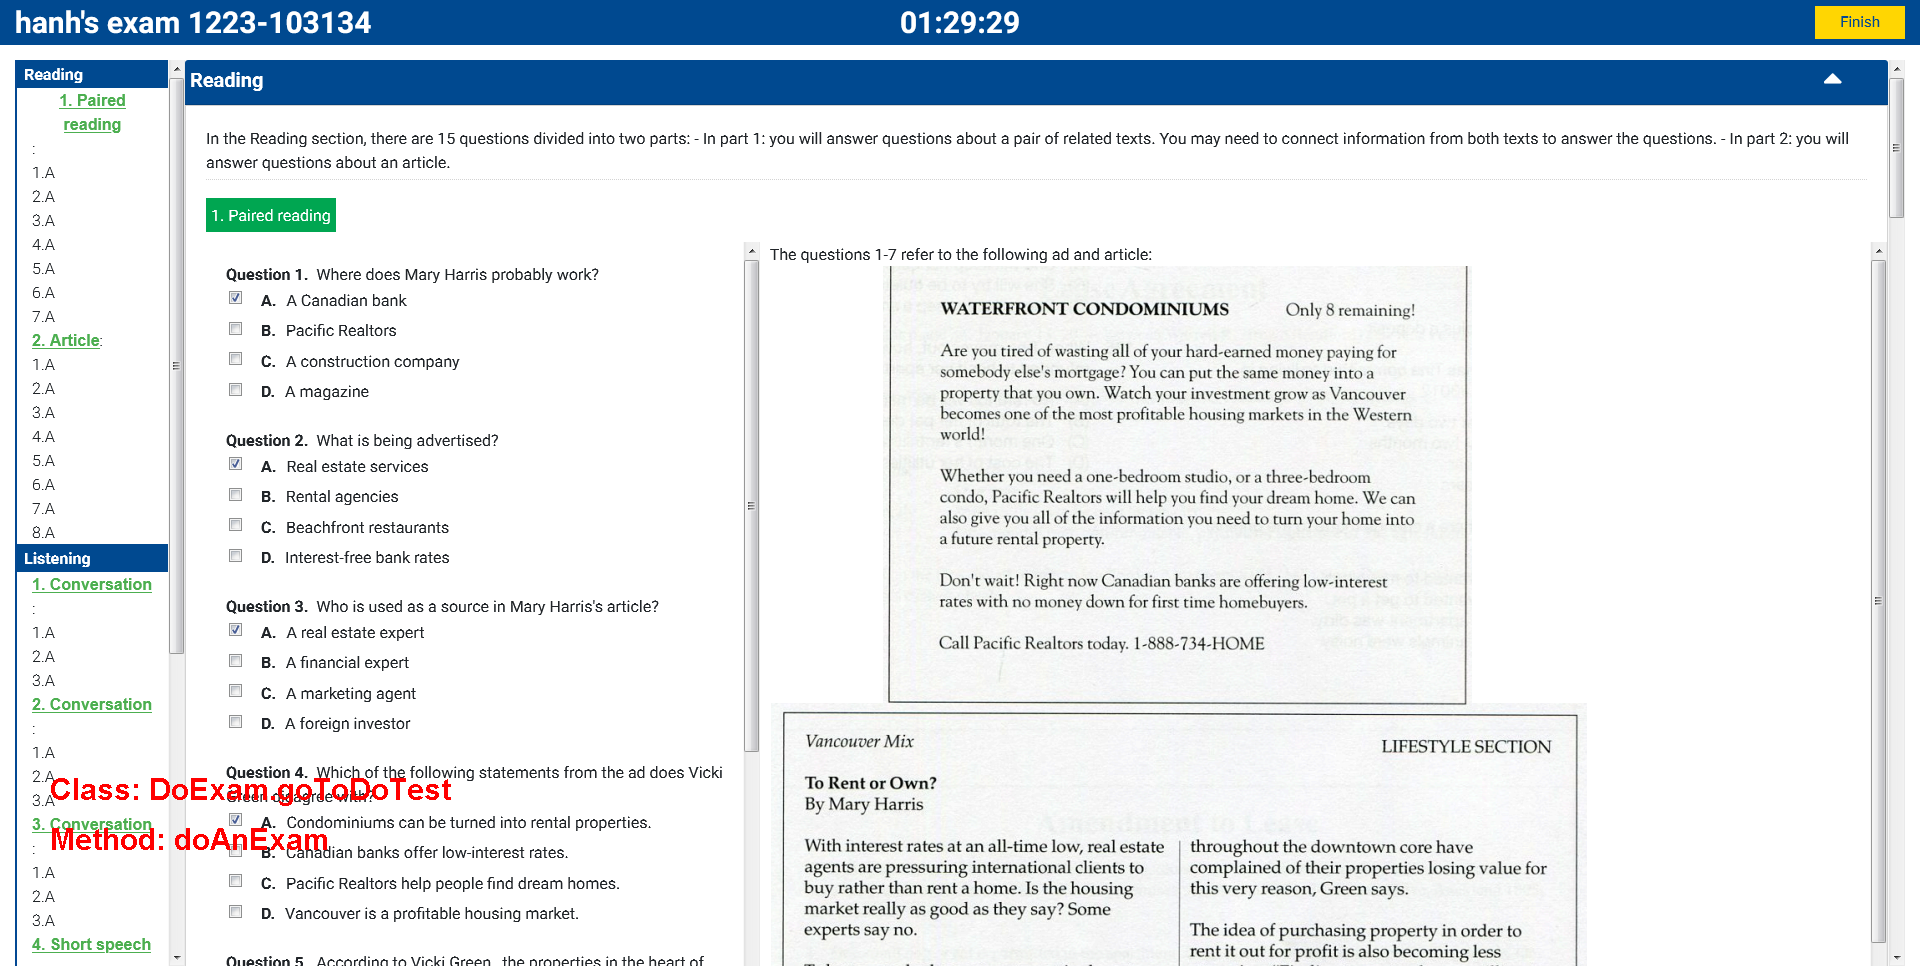 hanh's exam 1223-103134
01:29:29
Finish
Reading
1. Paired
reading
:
1.A
2.A
3.A
4.A
5.A
6.A
7.A
2. Article:
1.A
2.A
3.A
4.A
5.A
6.A
7.A
8.A
Listening
1. Conversation
:
1.A
2.A
3.A
2. Conversation
:
1.A
2.A
3.A
3. Conversation
:
1.A
2.A
3.A
4. Short speech
Reading
In the Reading section, there are 15 questions divided into two parts: - In part 1: you will answer questions about a pair of related texts. You may need to connect information from both texts to answer the questions. - In part 2: you will
answer questions about an article.
1. Paired reading
Question 1. Where does Mary Harris probably work?
A. A Canadian bank
B. Pacific Realtors
C. A construction company
D. A magazine
Question 2. What is being advertised?
A. Real estate services
B. Rental agencies
C. Beachfront restaurants
D. Interest-free bank rates
Question 3. Who is used as a source in Mary Harris's article?
A. A real estate expert
B. A financial expert
C. A marketing agent
D. A foreign investor
Question 4. Which of the following statements from the ad does Vicki
Green disagree with?
A. Condominiums can be turned into rental properties.
B. Canadian banks offer low-interest rates.
C. Pacific Realtors help people find dream homes.
D. Vancouver is a profitable housing market.
Question 5. According to Vicki Green, the properties in the heart of
Class: DoExam.goToDoTest
Method: doAnExam
The questions 1-7 refer to the following ad and article:
WATERFRONT CONDOMINIUMS Only 8 remaining!
Are you tired of wasting all of your hard-earned money paying for
somebody else's mortgage? You can put the same money into a
property that you own. Watch your investment grow as Vancouver
becomes one of the most profitable housing markets in the Western
world!
Whether you need a one-bedroom studio, or a three-bedroom
condo, Pacific Realtors will help you find your dream home. We can
also give you all of the information you need to turn your home into
a future rental property.
Don't wait! Right now Canadian banks are offering low-interest
rates with no money down for first time homebuyers.
Call Pacific Realtors today. 1-888-734-HOME
Vancouver Mix
LIFESTYLE SECTION
To Rent or Own?
By Mary Harris
With interest rates at an all-time low, real estate
agents are pressuring international clients to
buy rather than rent a home. Is the housing
market really as good as they say? Some
experts say no.
throughout the downtown core have
complained of their properties losing value for
this very reason, Green says.
The idea of purchasing property in order to
rent it out for profit is also becoming less